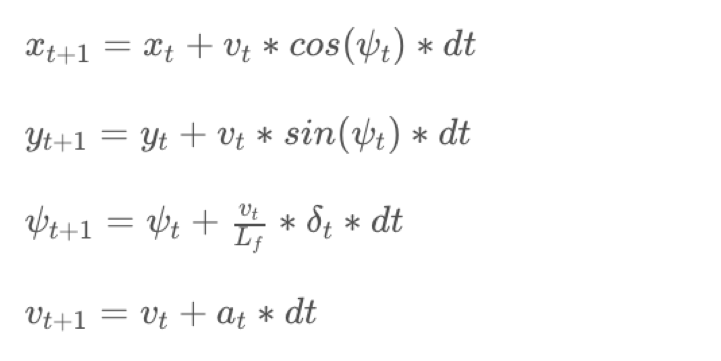 x_{t+1} = x_t + v_t * cos(ψ_t) * dt
y_{t+1} = y_t + v_t * sin(ψ_t) * dt
ψ_{t+1} = ψ_t + \frac{v_t}{L_f} * δ_t * dt
v_{t+1} = v_t + a_t * dt